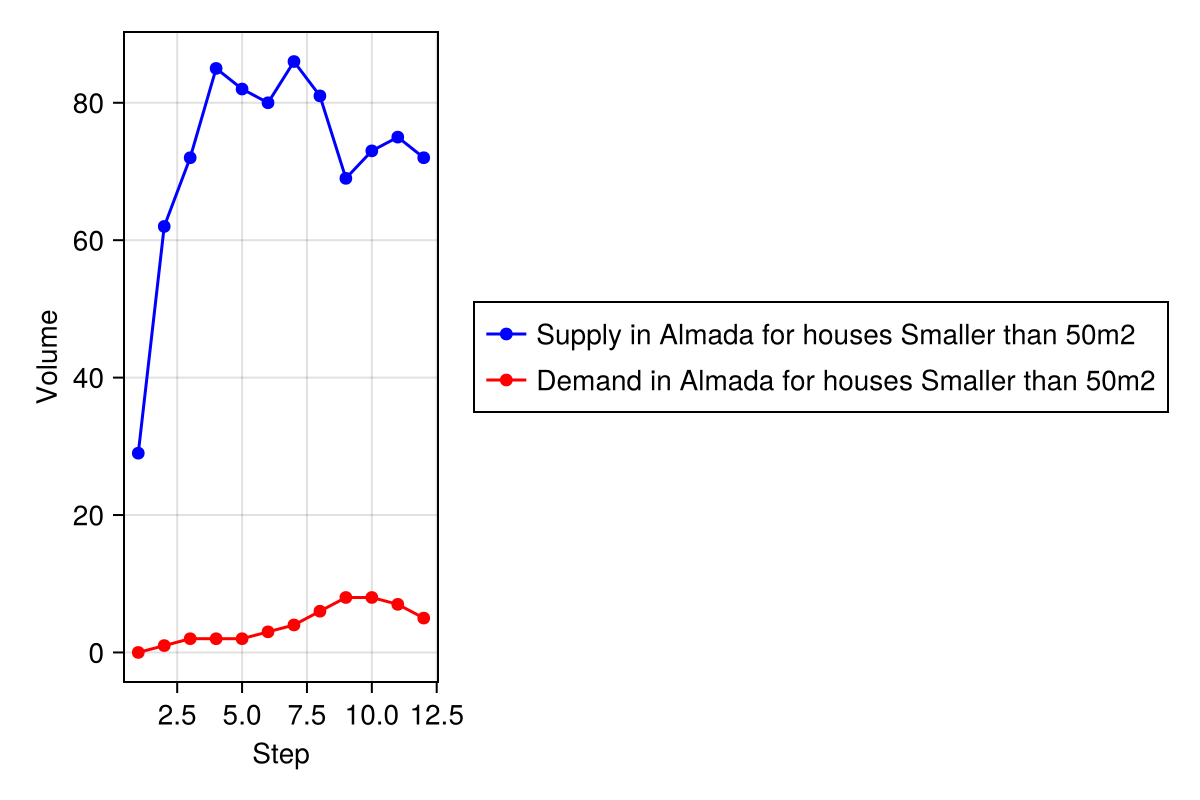 Volume
80
60
40
20
0
2.5 5.0 7.5 10.0 12.5
Step
Supply in Almada for houses Smaller than 50m2
Demand in Almada for houses Smaller than 50m2